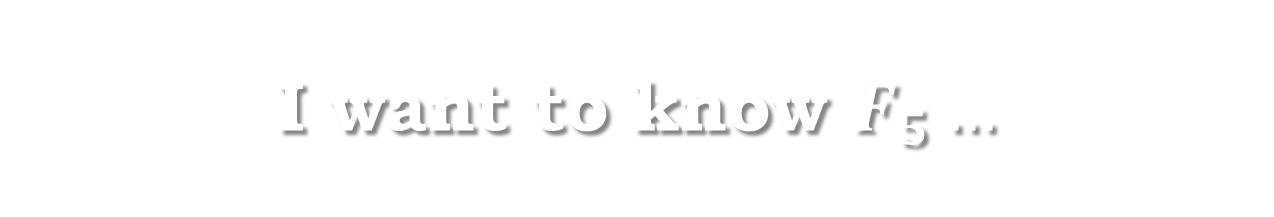 I want to know F₅ ...